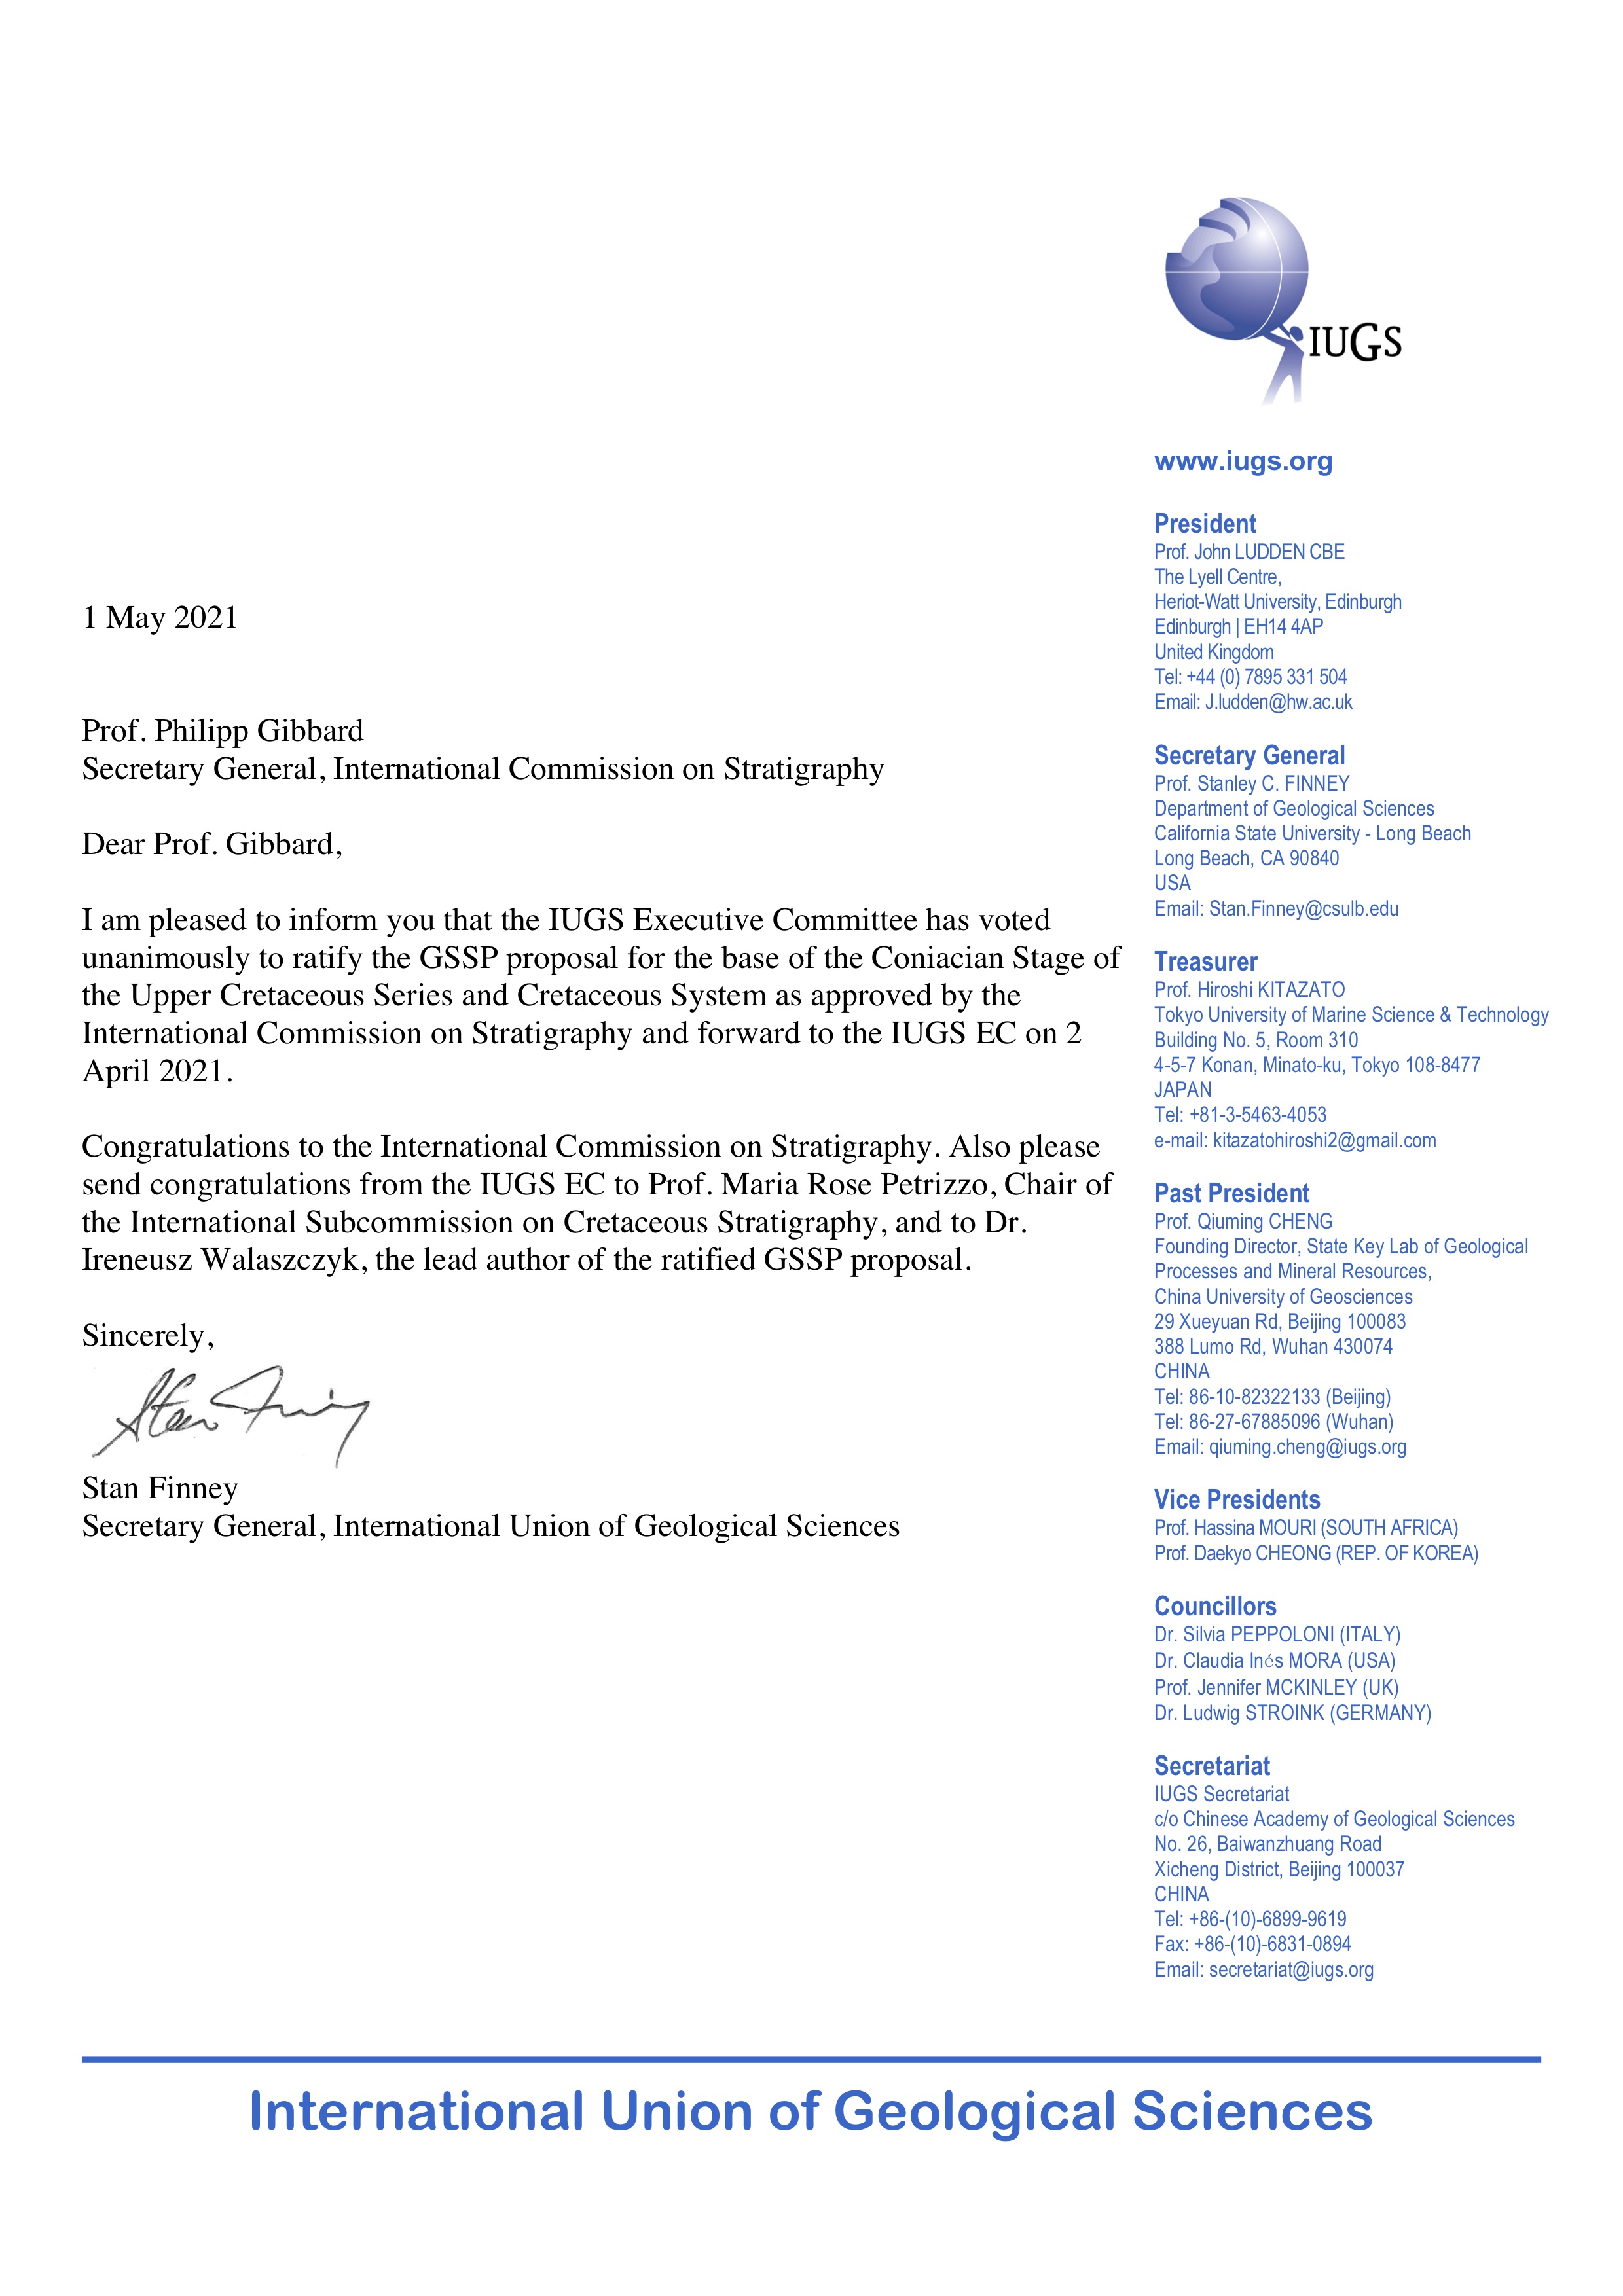 IUGS
www.iugs.org
President
Prof. John LUDDEN CBE
The Lyell Centre,
Heriot-Watt University, Edinburgh
Edinburgh | EH14 4AP
United Kingdom
Tel: +44 (0) 7895 331 504
Email: J.ludden@hw.ac.uk
Secretary General
Prof. Stanley C. FINNEY
Department of Geological Sciences
California State University - Long Beach
Long Beach, CA 90840
USA
Email: Stan.Finney@csulb.edu
Treasurer
Prof. Hiroshi KITAZATO
Tokyo University of Marine Science & Technology
Building No. 5, Room 310
4-5-7 Konan, Minato-ku, Tokyo 108-8477
JAPAN
Tel: +81-3-5463-4053
e-mail: kitazatohiroshi2@gmail.com
Past President
Prof. Qiuming CHENG
Founding Director, State Key Lab of Geological
Processes and Mineral Resources,
China University of Geosciences
29 Xueyuan Rd, Beijing 100083
388 Lumo Rd, Wuhan 430074
CHINA
Tel: 86-10-82322133 (Beijing)
Tel: 86-27-67885096 (Wuhan)
Email: qiuming.cheng@iugs.org
Vice Presidents
Prof. Hassina MOURI (SOUTH AFRICA)
Prof. Daekyo CHEONG (REP. OF KOREA)
Councillors
Dr. Silvia PEPPOLONI (ITALY)
Dr. Claudia Inés MORA (USA)
Prof. Jennifer MCKINLEY (UK)
Dr. Ludwig STROINK (GERMANY)
Secretariat
IUGS Secretariat
c/o Chinese Academy of Geological Sciences
No. 26, Baiwanzhuang Road
Xicheng District, Beijing 100037
CHINA
Tel: +86-(10)-6899-9619
Fax: +86-(10)-6831-0894
Email: secretariat@iugs.org
1 May 2021
Prof. Philipp Gibbard
Secretary General, International Commission on Stratigraphy
Dear Prof. Gibbard,
I am pleased to inform you that the IUGS Executive Committee has voted
unanimously to ratify the GSSP proposal for the base of the Coniacian Stage of
the Upper Cretaceous Series and Cretaceous System as approved by the
International Commission on Stratigraphy and forward to the IUGS EC on 2
April 2021.
Congratulations to the International Commission on Stratigraphy. Also please
send congratulations from the IUGS EC to Prof. Maria Rose Petrizzo, Chair of
the International Subcommission on Cretaceous Stratigraphy, and to Dr.
Ireneusz Walaszczyk, the lead author of the ratified GSSP proposal.
Sincerely,
Stan Finney
Stan Finney
Secretary General, International Union of Geological Sciences
International Union of Geological Sciences